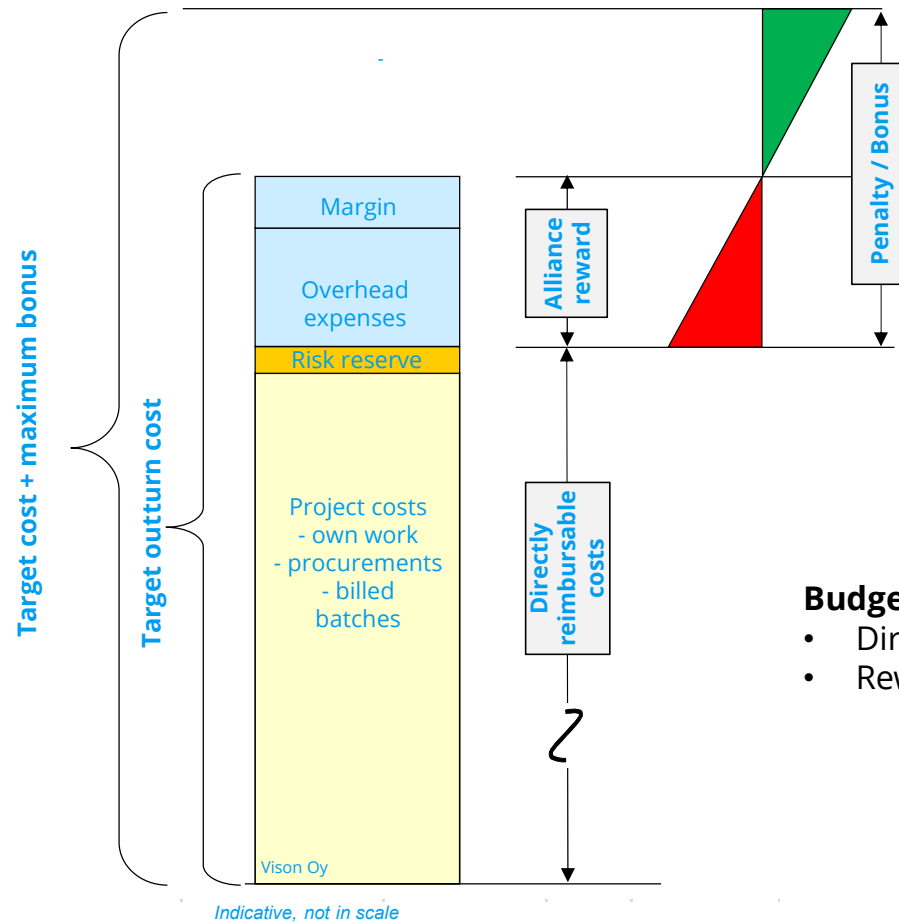 Target cost + maximum bonus
Target outturn cost
-
Margin
Overhead
expenses
Risk reserve
Project costs
- own work
- procurements
- billed
batches
Vison Oy
Indicative, not in scale
Alliance
reward
Directly
reimbursable
costs
Penalty / Bonus
• 
•